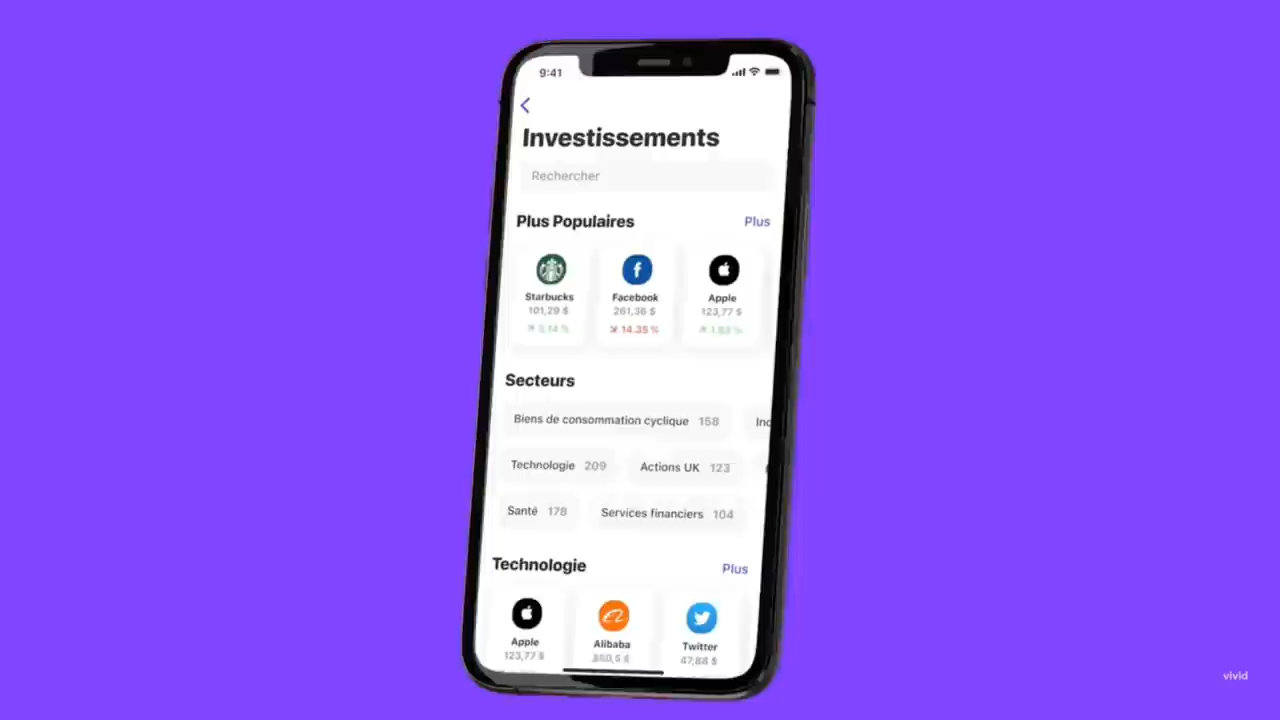 9:41
Investissements
Rechercher
Plus Populaires Plus
Starbucks Facebook Apple
101,29 $ 261,36 $ 123,77 $
14.35 %
Secteurs
Biens de consommation cyclique 158
Technologie 209 Actions UK 123
Santé 178 Services financiers 104
Technologie Plus
Apple Alibaba Twitter
123,77 $ 47,88 $
vivid